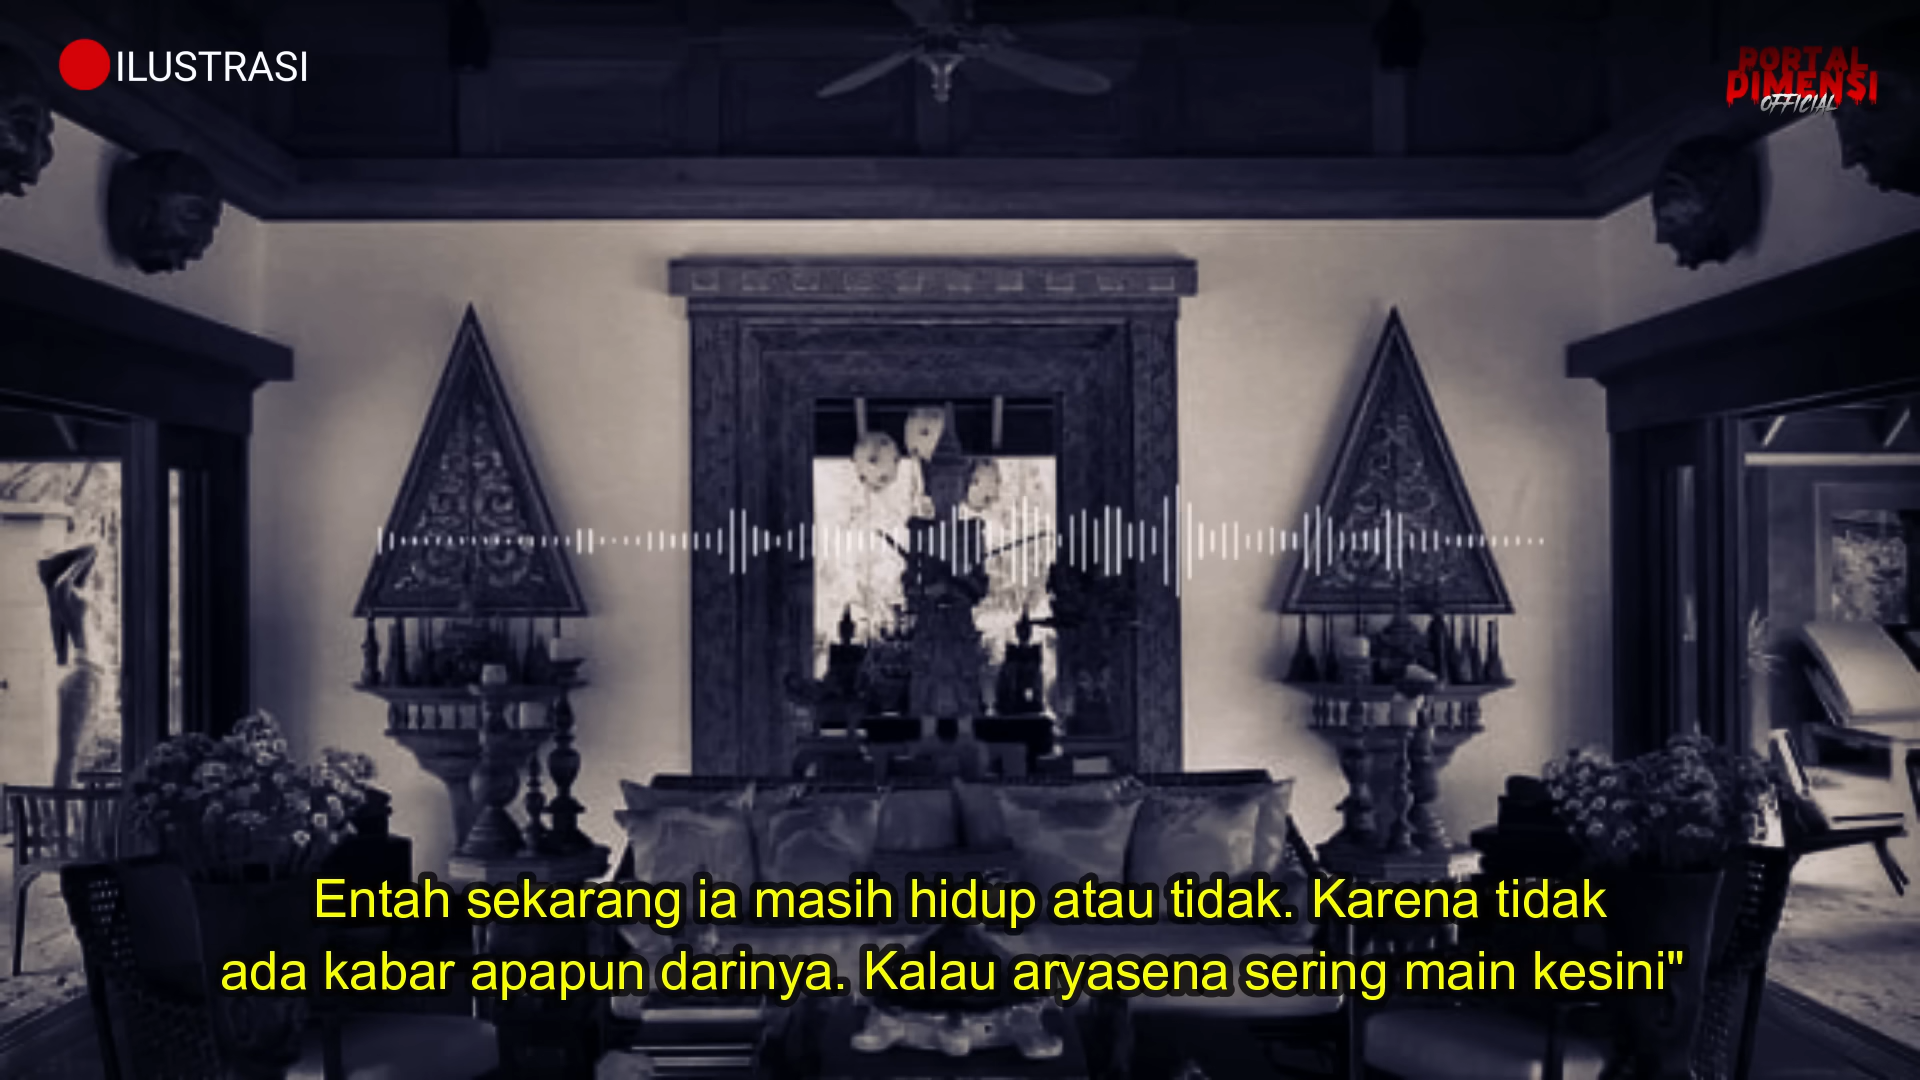 ILUSTRASI
PORTAL
DIMENSI
OFFICIAL
Entah sekarang ia masih hidup atau tidak. Karena tidak
ada kabar apapun darinya. Kalau aryasena sering main kesini"